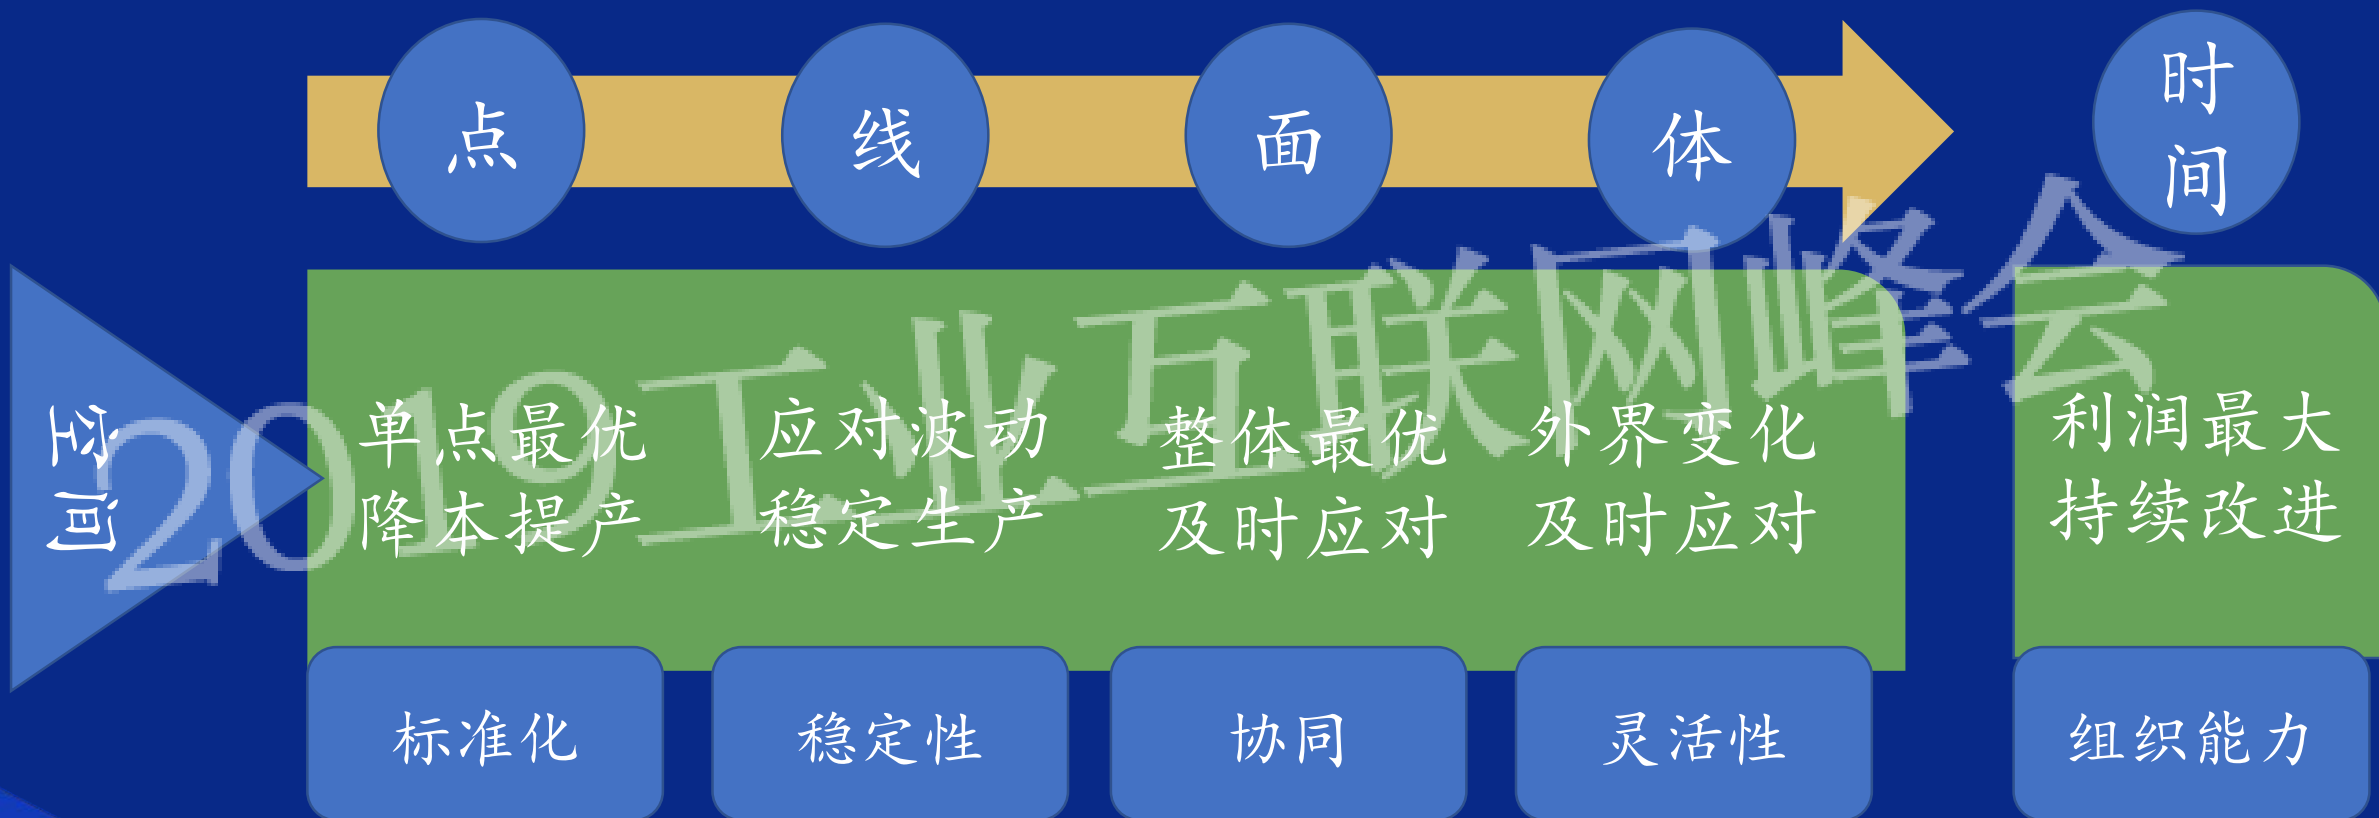 点
线
面
体
时
间
空间
单点最优
降本提产
应对波动
稳定生产
整体最优
及时应对
外界变化
及时应对
利润最大
持续改进
标准化
稳定性
协同
灵活性
组织能力
2019工业互联网峰会